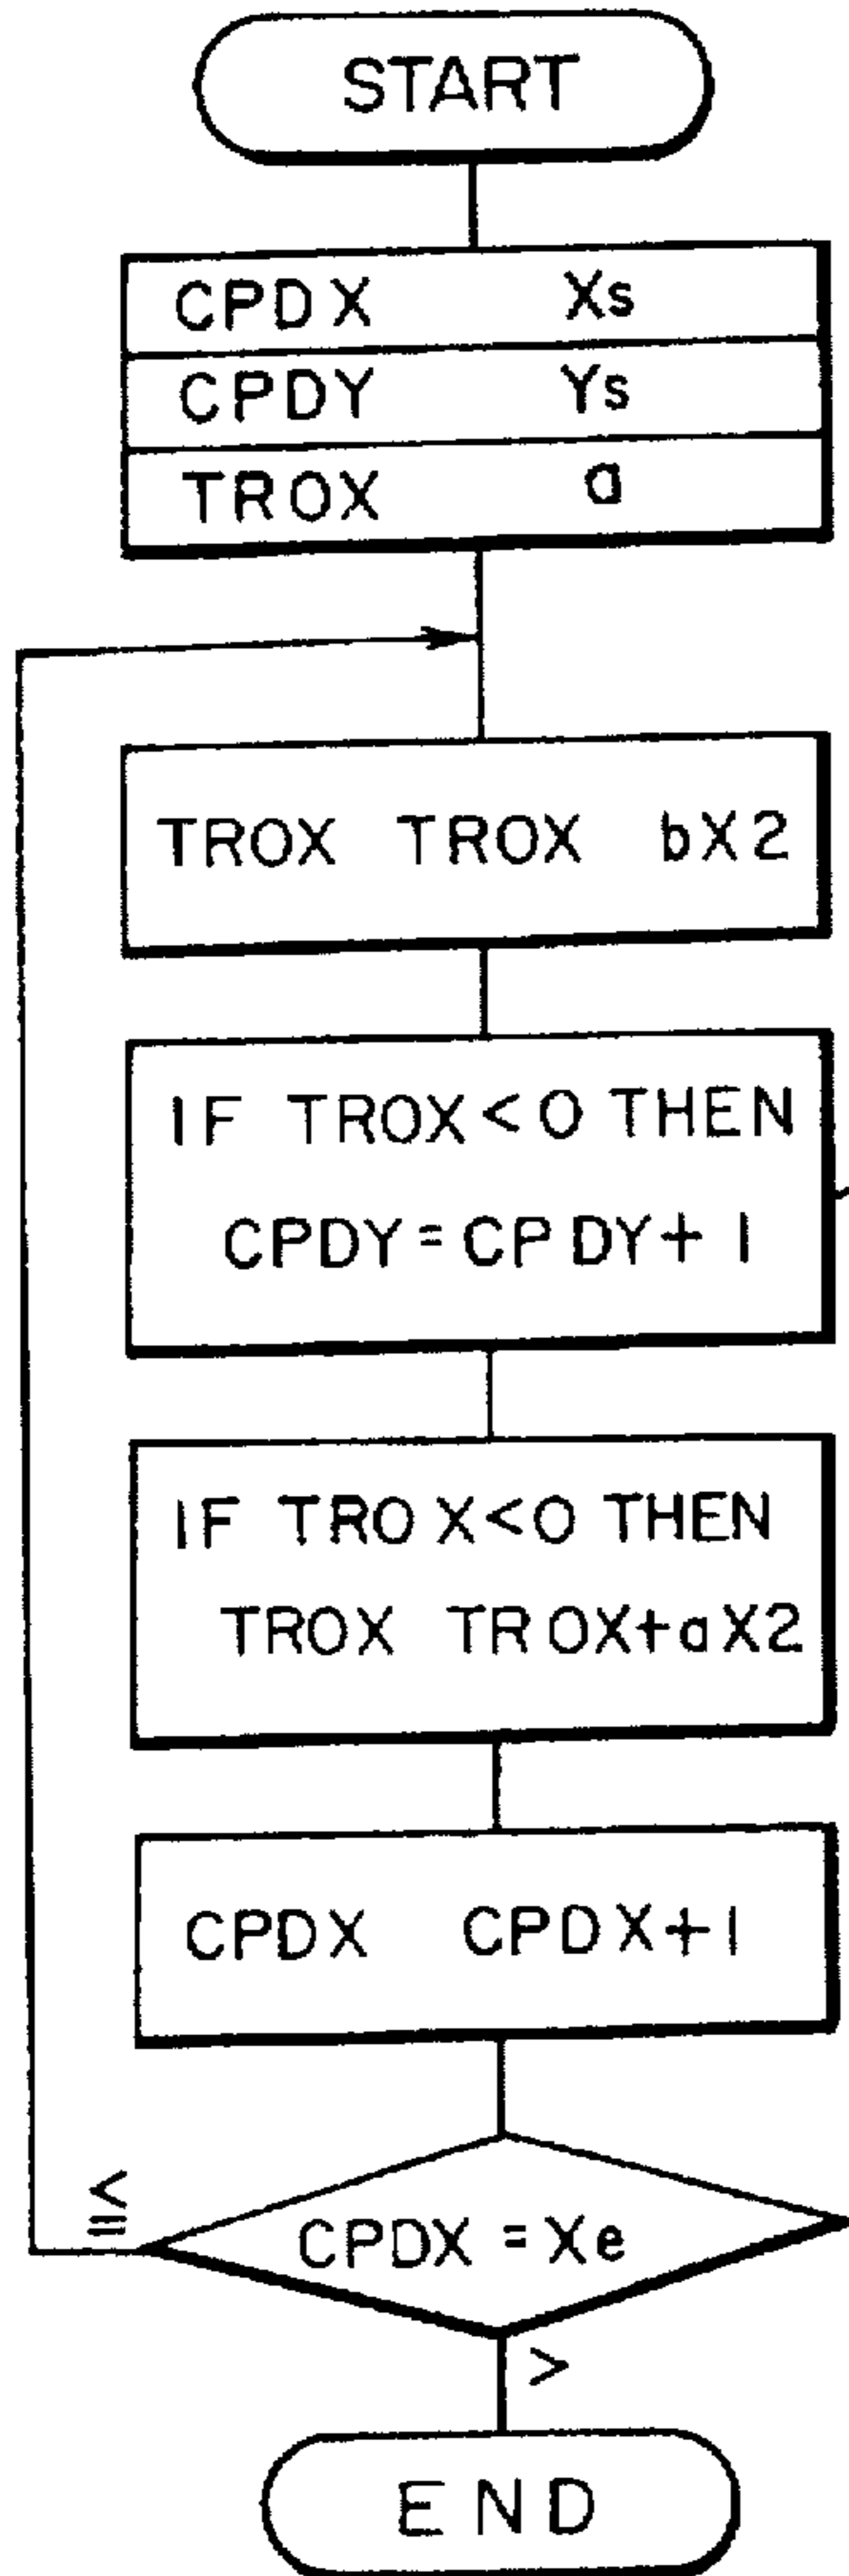 START
CPDX Xs
CPDY Ys
TROX a
TROX TROX bX2
IF TROX<0 THEN
CPDY=CPDY+1
IF TROX<0 THEN
TROX TROX+aX2
CPDX CPDX+1
≦
CPDX=Xe
>
END